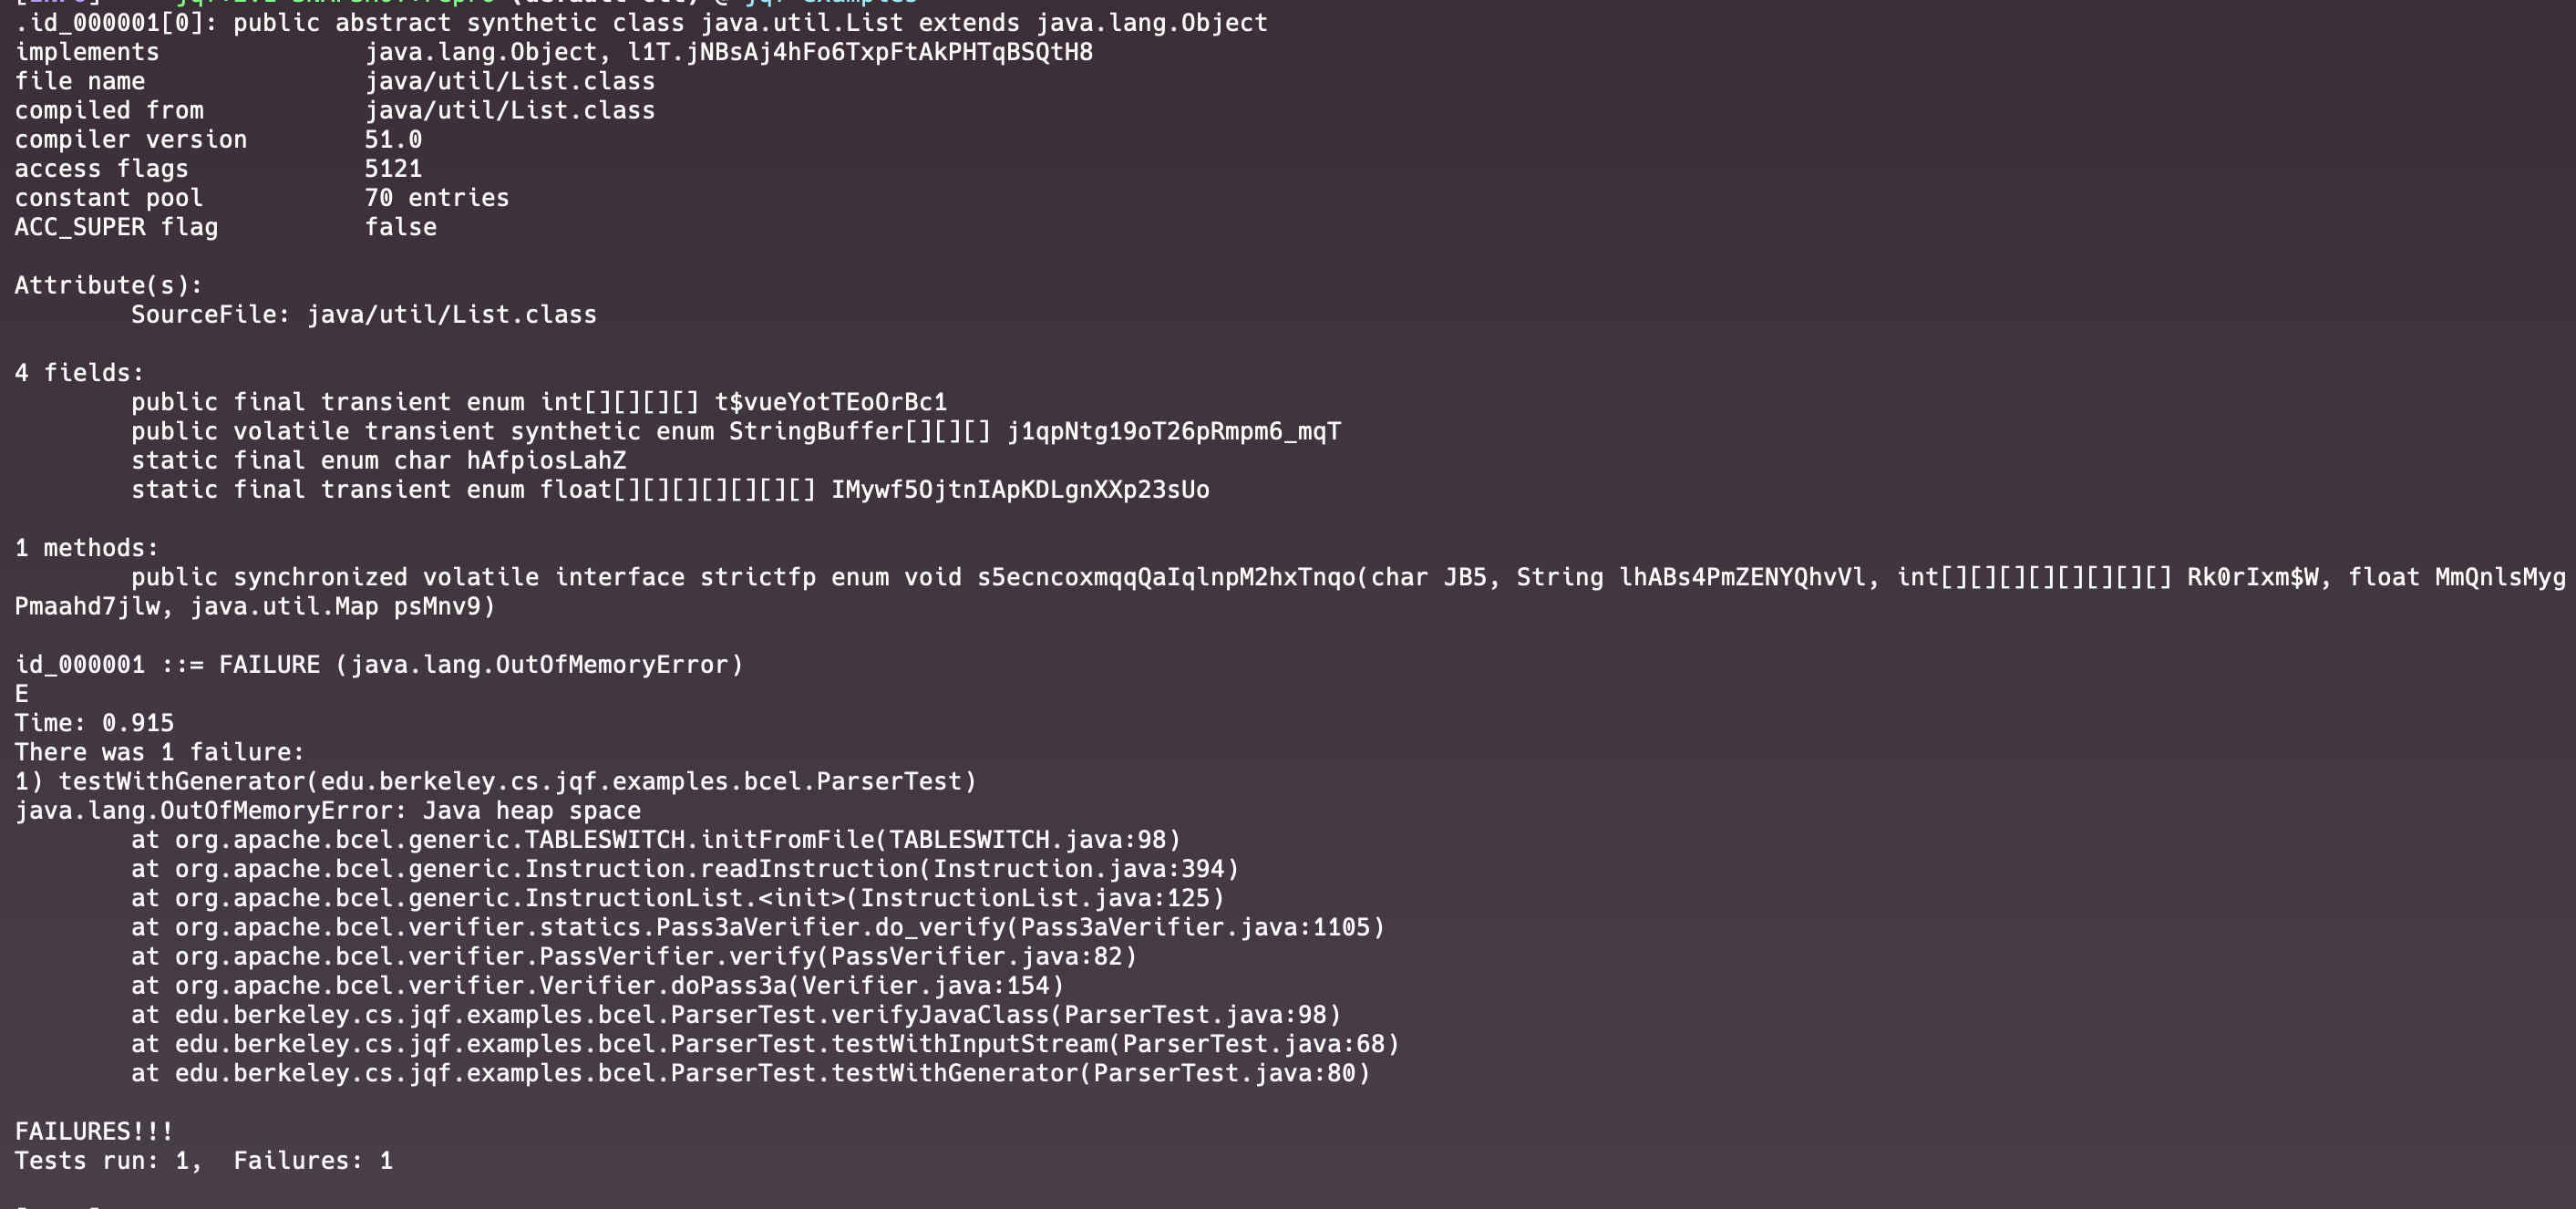 .id_000001[0]: public abstract synthetic class java.util.List extends java.lang.Object
implements              java.lang.Object, l1T.jNBsAj4hFo6TxpFtAkPHTqBSQtH8
file name               java/util/List.class
compiled from           java/util/List.class
compiler version        51.0
access flags            5121
constant pool           70 entries
ACC_SUPER flag          false
Attribute(s):
        SourceFile: java/util/List.class
4 fields:
        public final transient enum int[][][][] t$vueYotTEoOrBc1
        public volatile transient synthetic enum StringBuffer[][][] j1qpNtg19oT26pRmpm6_mqT
        static final enum char hAfpiosLahZ
        static final transient enum float[][][][][][][] IMywf5OjtnIApKDLgnXXp23sUo
1 methods:
        public synchronized volatile interface strictfp enum void s5ecncoxmqqQaIqlnpM2hxTnqo(char JB5, String lhABs4PmZENYQhvVl, int[][][][][][][][] Rk0rIxm$W, float MmQnlsMyg
Pmaahd7jlw, java.util.Map psMnv9)
id_000001 ::= FAILURE (java.lang.OutOfMemoryError)
E
Time: 0.915
There was 1 failure:
1) testWithGenerator(edu.berkeley.cs.jqf.examples.bcel.ParserTest)
java.lang.OutOfMemoryError: Java heap space
        at org.apache.bcel.generic.TABLESWITCH.initFromFile(TABLESWITCH.java:98)
        at org.apache.bcel.generic.Instruction.readInstruction(Instruction.java:394)
        at org.apache.bcel.generic.InstructionList.<init>(InstructionList.java:125)
        at org.apache.bcel.verifier.statics.Pass3aVerifier.do_verify(Pass3aVerifier.java:1105)
        at org.apache.bcel.verifier.PassVerifier.verify(PassVerifier.java:82)
        at org.apache.bcel.verifier.Verifier.doPass3a(Verifier.java:154)
        at edu.berkeley.cs.jqf.examples.bcel.ParserTest.verifyJavaClass(ParserTest.java:98)
        at edu.berkeley.cs.jqf.examples.bcel.ParserTest.testWithInputStream(ParserTest.java:68)
        at edu.berkeley.cs.jqf.examples.bcel.ParserTest.testWithGenerator(ParserTest.java:80)
FAILURES!!!
Tests run: 1,  Failures: 1